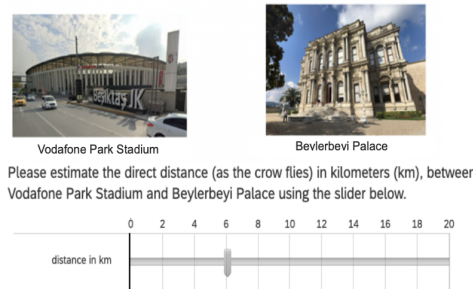 Beşiktaş JK
Vodafone Park Stadium
Beylerbeyi Palace
Please estimate the direct distance (as the crow flies) in kilometers (km), between
Vodafone Park Stadium and Beylerbeyi Palace using the slider below.
0 2 4 6 8 10 12 14 16 18 20
distance in km